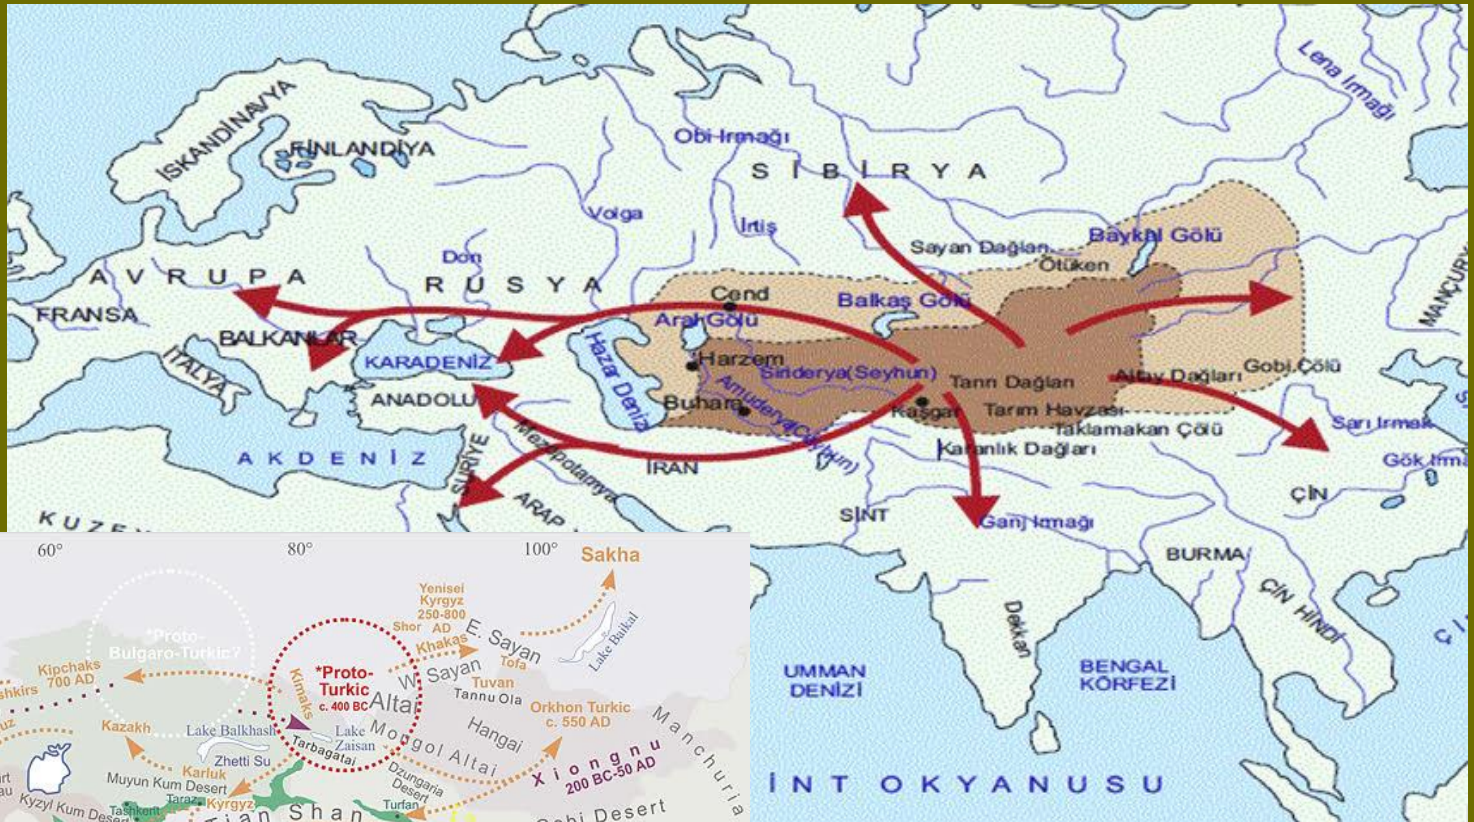 Lena Irmağı
İSKANDİNAVYA
FİNLANDİYA
Obi Irmağı
SİBİRYA
Volga
İrtiş
Don
Sayan Dağları
Baykal Gölü
Ötüken
AVRUPA
RUSYA
FRANSA
Cend
Balkaş Gölü
Aral Gölü
BALKANLAR
İTALYA
KARADENİZ
Hazar Denizi
Harzem
Siriderya(Seyhun)
Amuderya(Ceyhun)
Tanrı Dağları
Altay Dağları
Gobi Çölü
ANADOLU
Buhara
Kaşgar
Tarım Havzası
Taklamakan Çölü
Sarı Irmak
Karanlık Dağları
AKDENİZ
SURİYE
Mezopotamya
İRAN
Gök Irma
ARAP
SİNT
Ganj Irmağı
ÇİN
KUZEY
BURMA
ÇİN HİNDİ
Dekkan
UMMAN
DENİZİ
BENGAL
KÖRFEZİ
İNT OKYANUSU
MANÇURY
60°
80°
100°
Sakha
Yenisei
Kyrgyz
250-800
AD
Shor
Khakas
E. Sayan
Lake Baikal
*Proto-
Bulgaro-Turkic?
Kipchaks
700 AD
shkirs
*Proto-
Turkic
c. 400 BC
Kimaks
Altai
W. Sayan
Tofa
Tuvan
Tannu Ola
Orkhon Turkic
c. 550 AD
uz
Kazakh
Lake Balkhash
Lake
Zaisan
Tarbagatai
Mongol Altai
Hangai
Xiongnu
200 BC-50 AD
Manchuria
Zhetti Su
Karluk
Muyun Kum Desert
Taraz
Kyrgyz
Dzungaria
Desert
Kyzyl Kum Desert
Tashkent
Tian Shan
Turfan
Gobi Desert